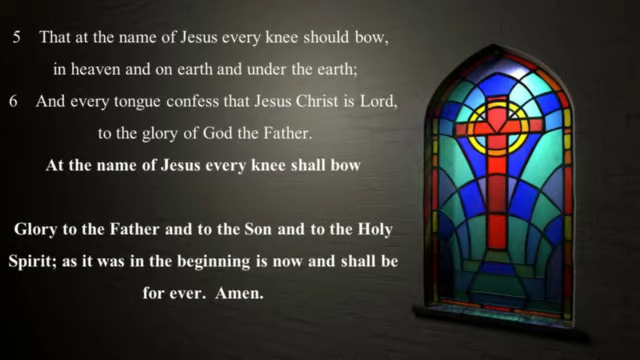 5 That at the name of Jesus every knee should bow,
in heaven and on earth and under the earth;
6 And every tongue confess that Jesus Christ is Lord,
to the glory of God the Father.
At the name of Jesus every knee shall bow
Glory to the Father and to the Son and to the Holy
Spirit; as it was in the beginning is now and shall be
for ever. Amen.